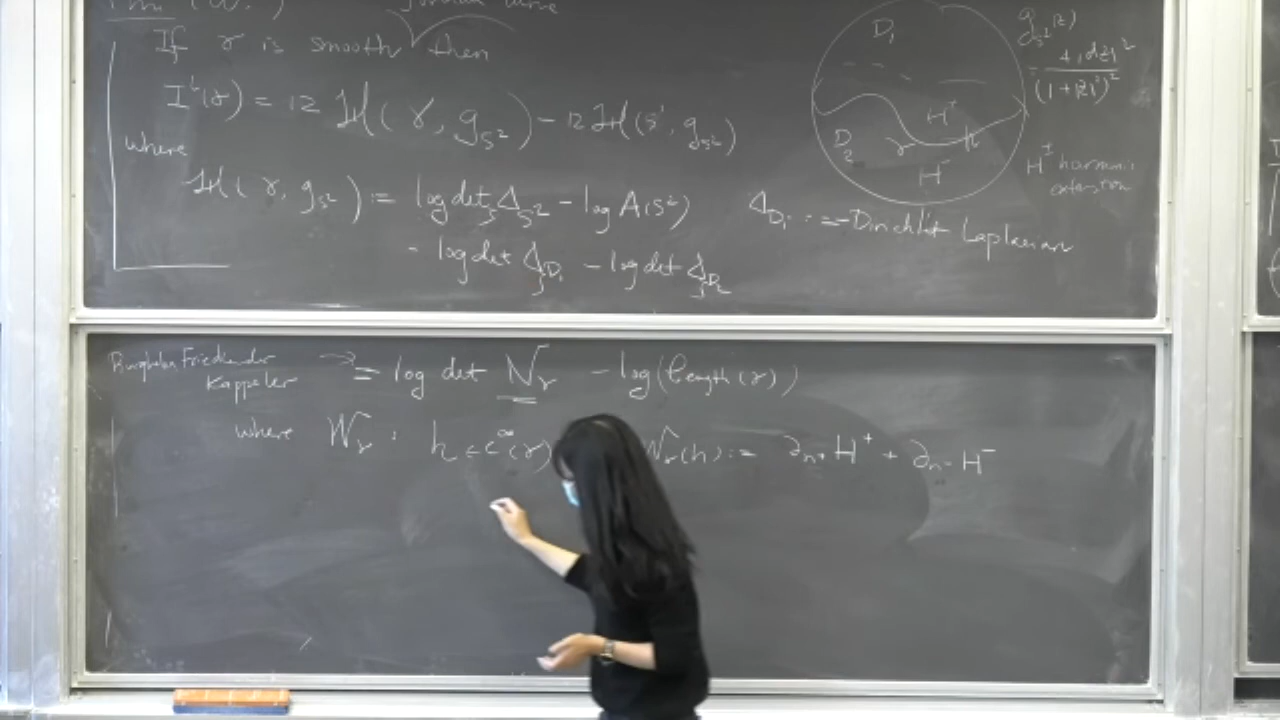 Thm (W.) Jordan curve
If γ is smooth then
I^L(γ) = 12 H(γ, g_{S²}) − 12 H(S¹, g_{S²})
where
H(γ, g_{S²}) := log det_ζ Δ_{S²} − log A(S²)
− log det_ζ Δ_{D₁} − log det_ζ Δ_{D₂}
Δ_{D_i} := −Dirichlet Laplacian
D₁
D₂
γ
H⁺
h
H⁻
g_{S²}(z)
= 4|dz|² / (1+|z|²)²
H^± harmonic
extension
Burghelea Friedlander
Kappeler
= log det N_γ − log(length(γ))
where N_γ : h ∈ C^∞(γ) N_γ(h) := ∂_{n⁺} H⁺ + ∂_{n⁻} H⁻